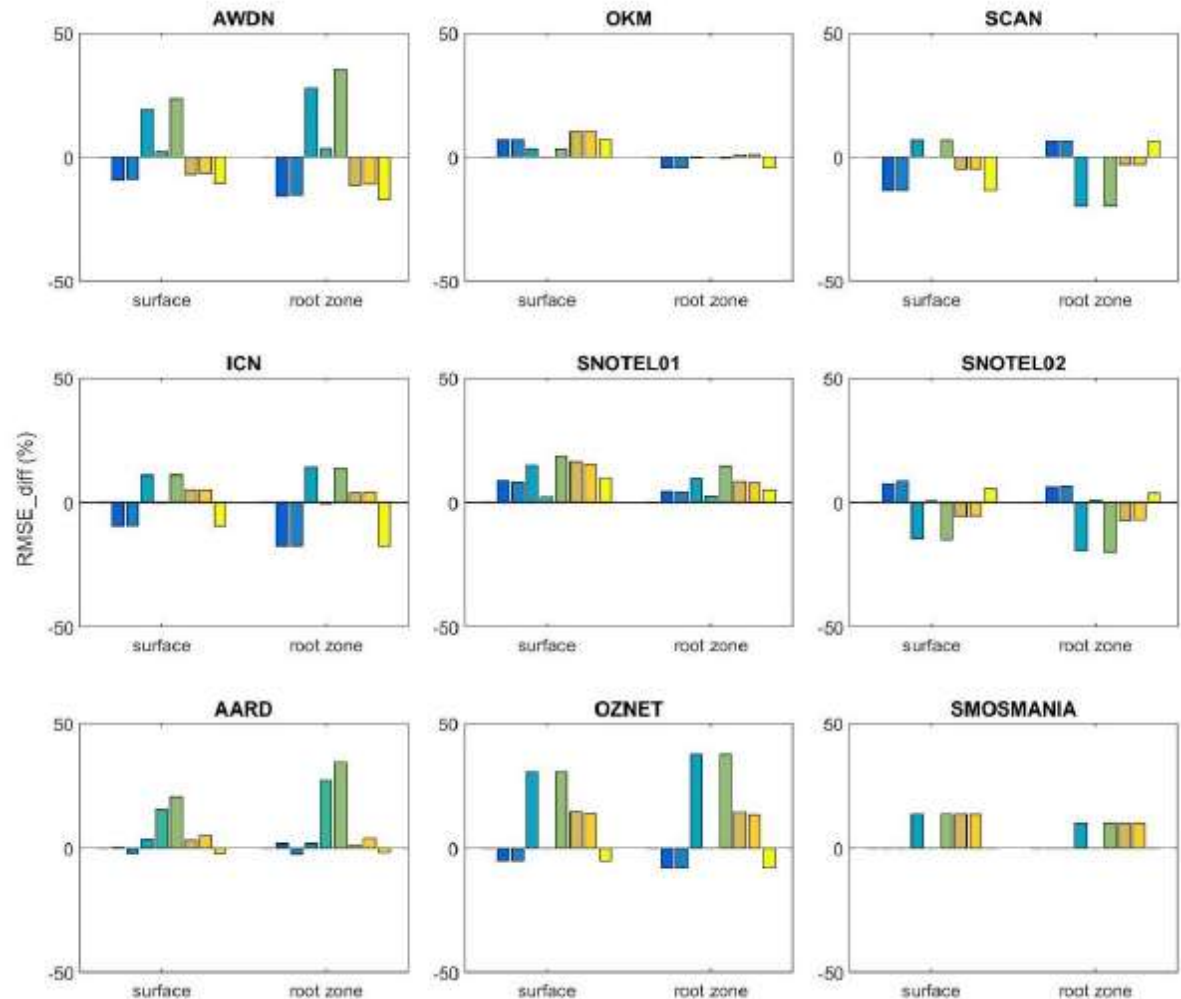 AWDN OKM SCAN
50 50 50
0 0 0
-50 -50 -50
surface root zone surface root zone surface root zone
ICN SNOTEL01 SNOTEL02
50 50 50
RMSE_diff (%)
0 0 0
-50 -50 -50
surface root zone surface root zone surface root zone
AARD OZNET SMOSMANIA
50 50 50
0 0 0
-50 -50 -50
surface root zone surface root zone surface root zone